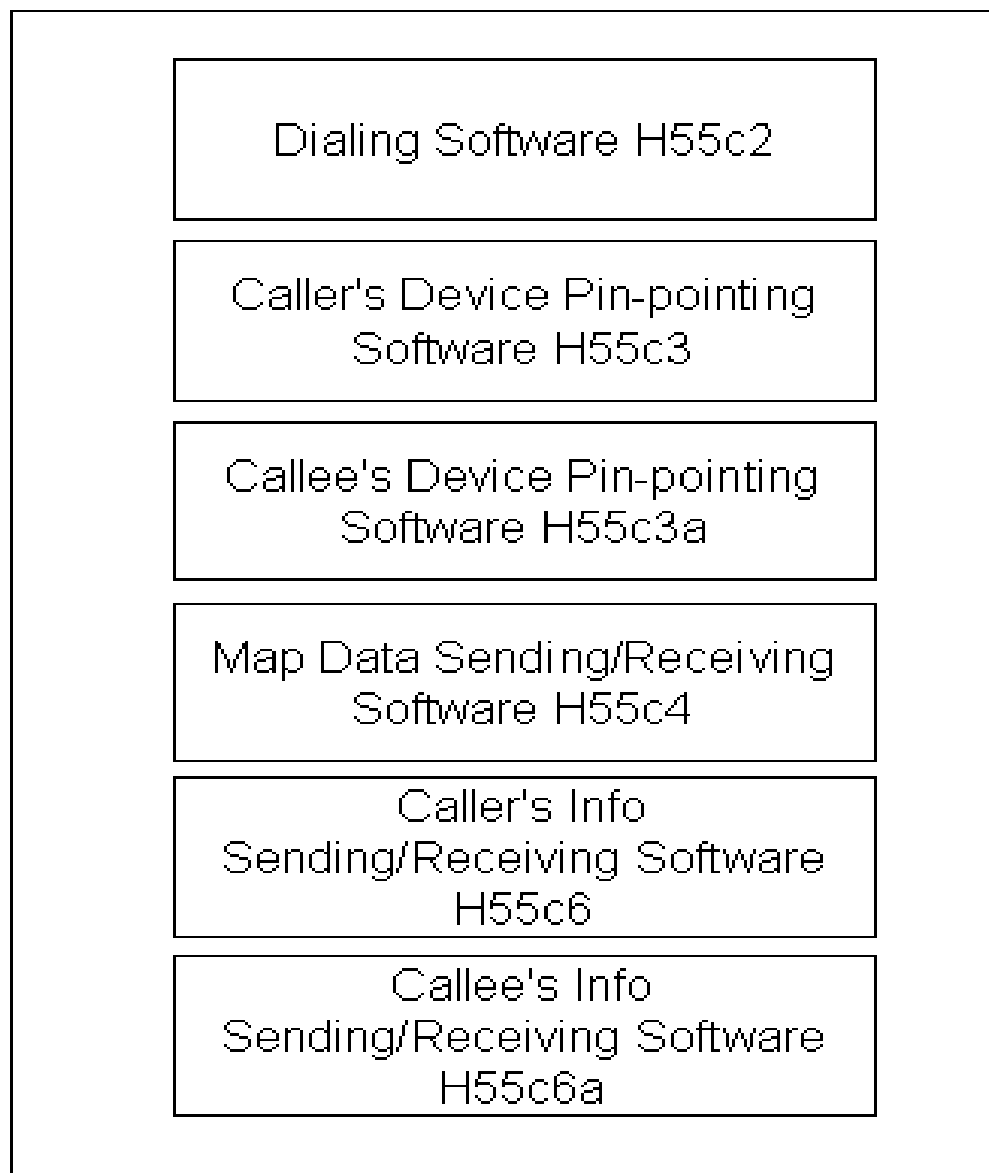 Dialing Software H55c2
Caller's Device Pin-pointing
Software H55c3
Callee's Device Pin-pointing
Software H55c3a
Map Data Sending/Receiving
Software H55c4
Caller's Info
Sending/Receiving Software
H55c6
Callee's Info
Sending/Receiving Software
H55c6a